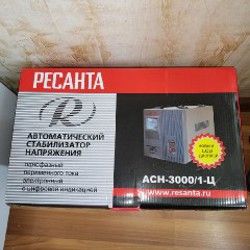 РЕСАНТА
R
АВТОМАТИЧЕСКИЙ
СТАБИЛИЗАТОР
НАПРЯЖЕНИЯ
однофазный
переменного тока
электронный
с цифровой индикацией
АСН-3000/1-Ц
www.resanta.ru